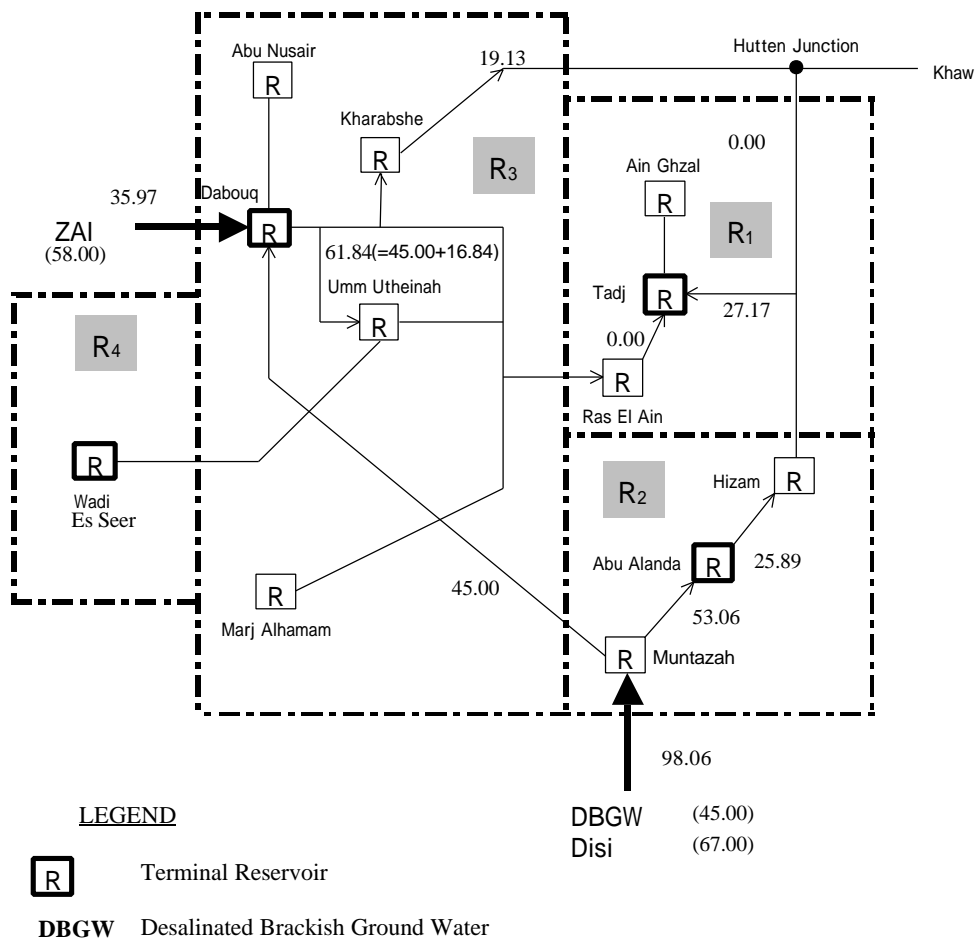 Abu Nusair
R
19.13
Hutten Junction
Khaw
Kharabshe
R
R3
0.00
Ain Ghzal
R
R1
35.97
Dabouq
R
ZAI
(58.00)
61.84(=45.00+16.84)
Umm Utheinah
R
Tadj
R
27.17
0.00
R
Ras El Ain
R4
R
Wadi
Es Seer
R2
Hizam
R
Abu Alanda
R
25.89
R
Marj Alhamam
45.00
53.06
R
Muntazah
98.06
DBGW (45.00)
Disi (67.00)
LEGEND
R Terminal Reservoir
DBGW Desalinated Brackish Ground Water